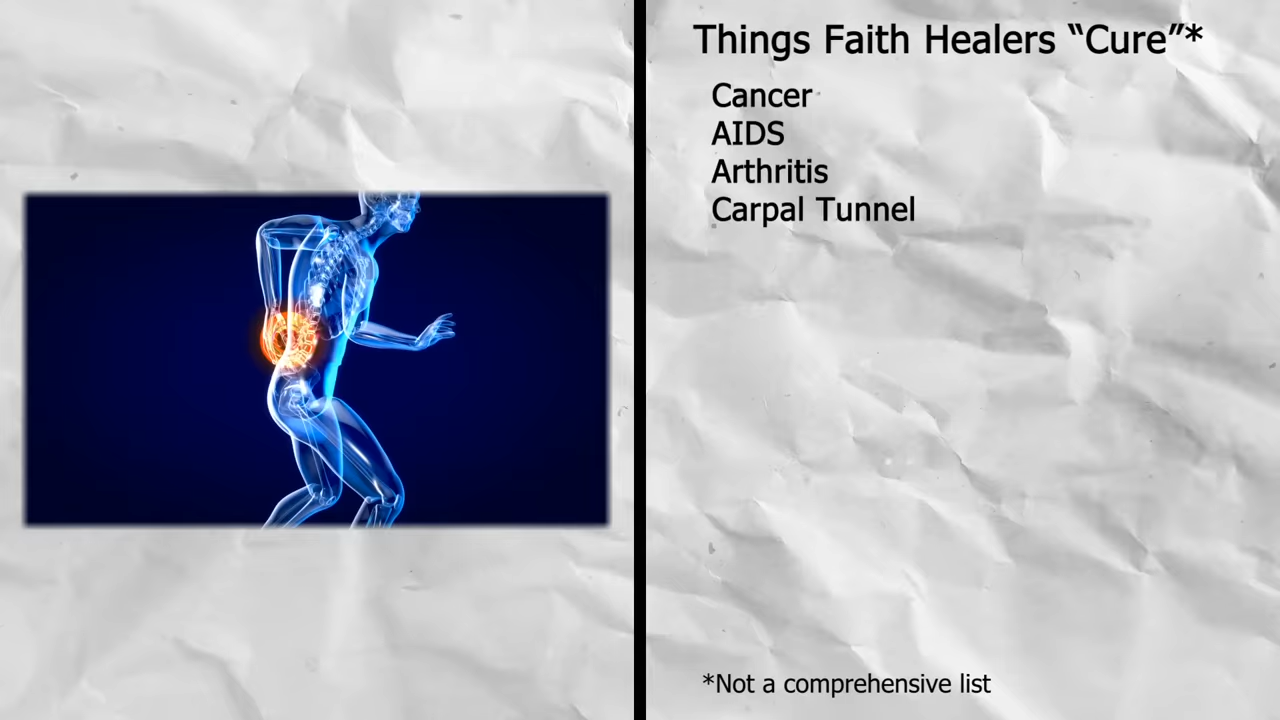 Things Faith Healers “Cure”*
Cancer
AIDS
Arthritis
Carpal Tunnel
*Not a comprehensive list